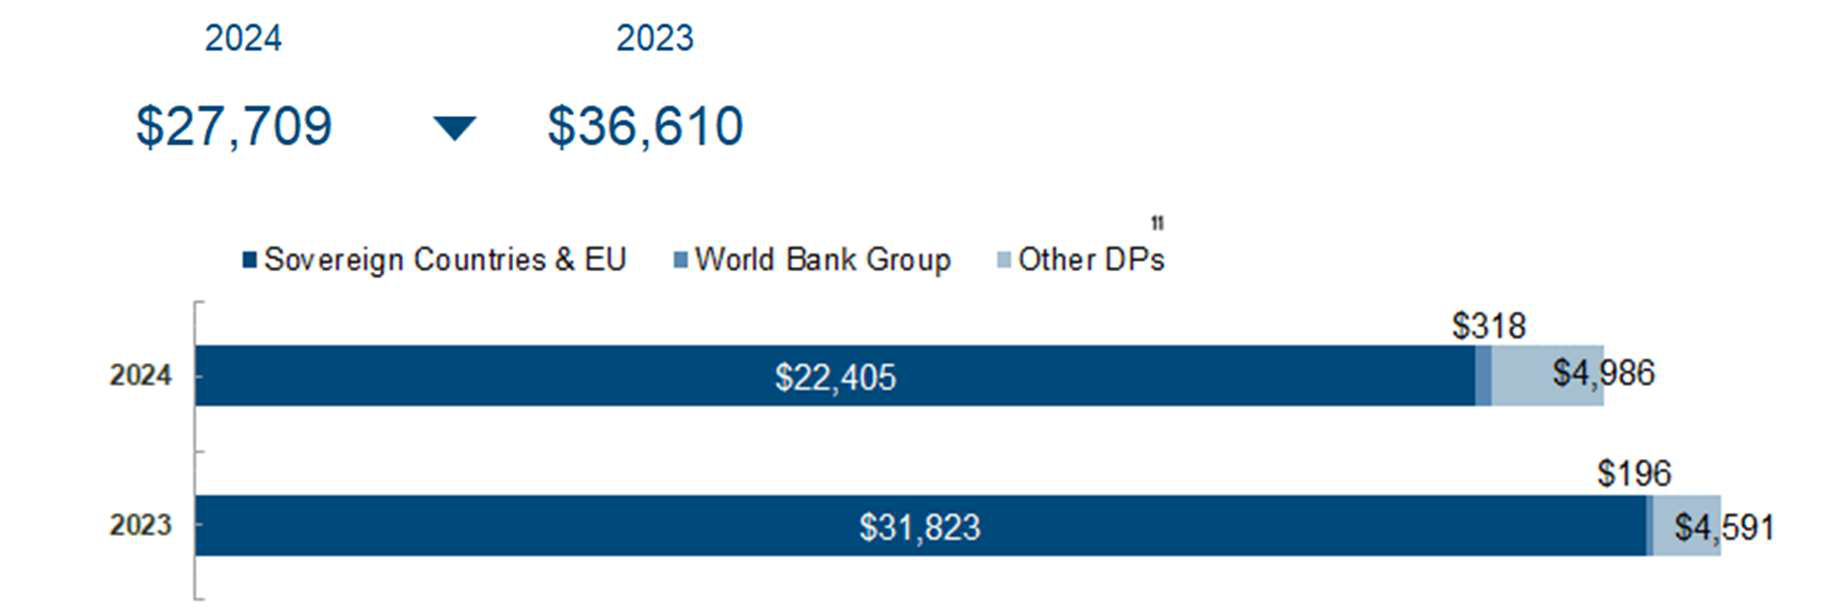 2024 2023
$27,709 $36,610
11
Sovereign Countries & EU World Bank Group Other DPs
$318
2024 $22,405 $4,986
$196
2023 $31,823 $4,591